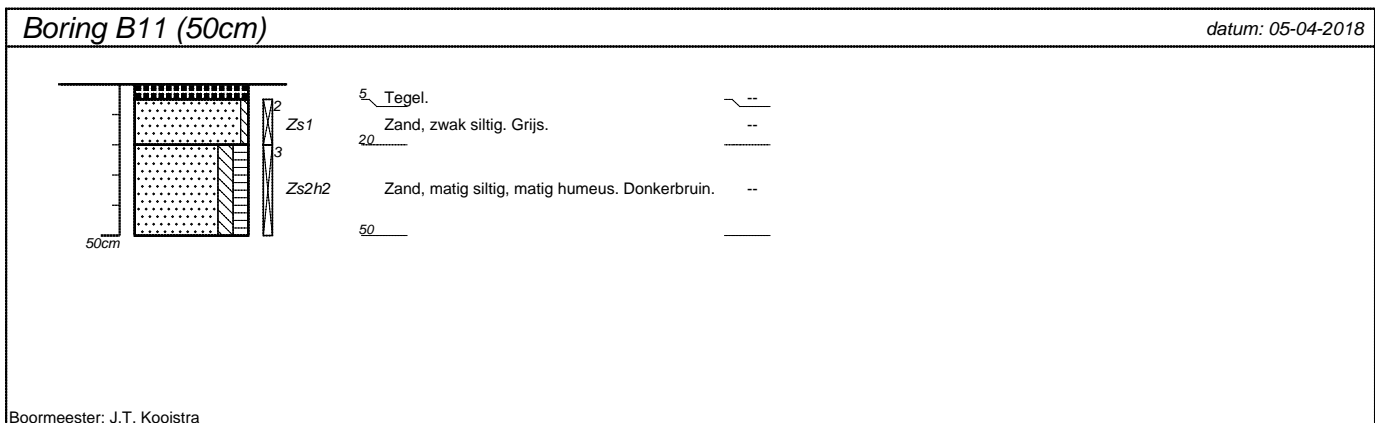 Boring B11 (50cm) datum: 05-04-2018
5 Tegel. --
2 Zs1 Zand, zwak siltig. Grijs. --
20
3
Zs2h2 Zand, matig siltig, matig humeus. Donkerbruin. --
50
50cm
Boormeester: J.T. Kooistra